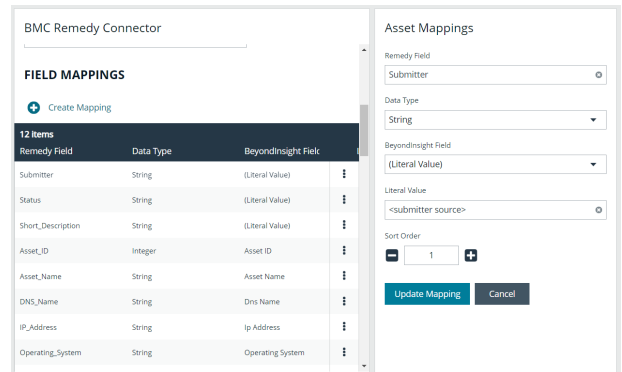 BMC Remedy Connector
FIELD MAPPINGS
Create Mapping
12 items
Remedy Field Data Type BeyondInsight Fielc
Submitter String (Literal Value)
Status String (Literal Value)
Short_Description String (Literal Value)
Asset_ID Integer Asset ID
Asset_Name String Asset Name
DNS_Name String Dns Name
IP_Address String Ip Address
Operating_System String Operating System
Asset Mappings
Remedy Field
Submitter
Data Type
String
BeyondInsight Field
(Literal Value)
Literal Value
<submitter source>
Sort Order
1
Update Mapping Cancel